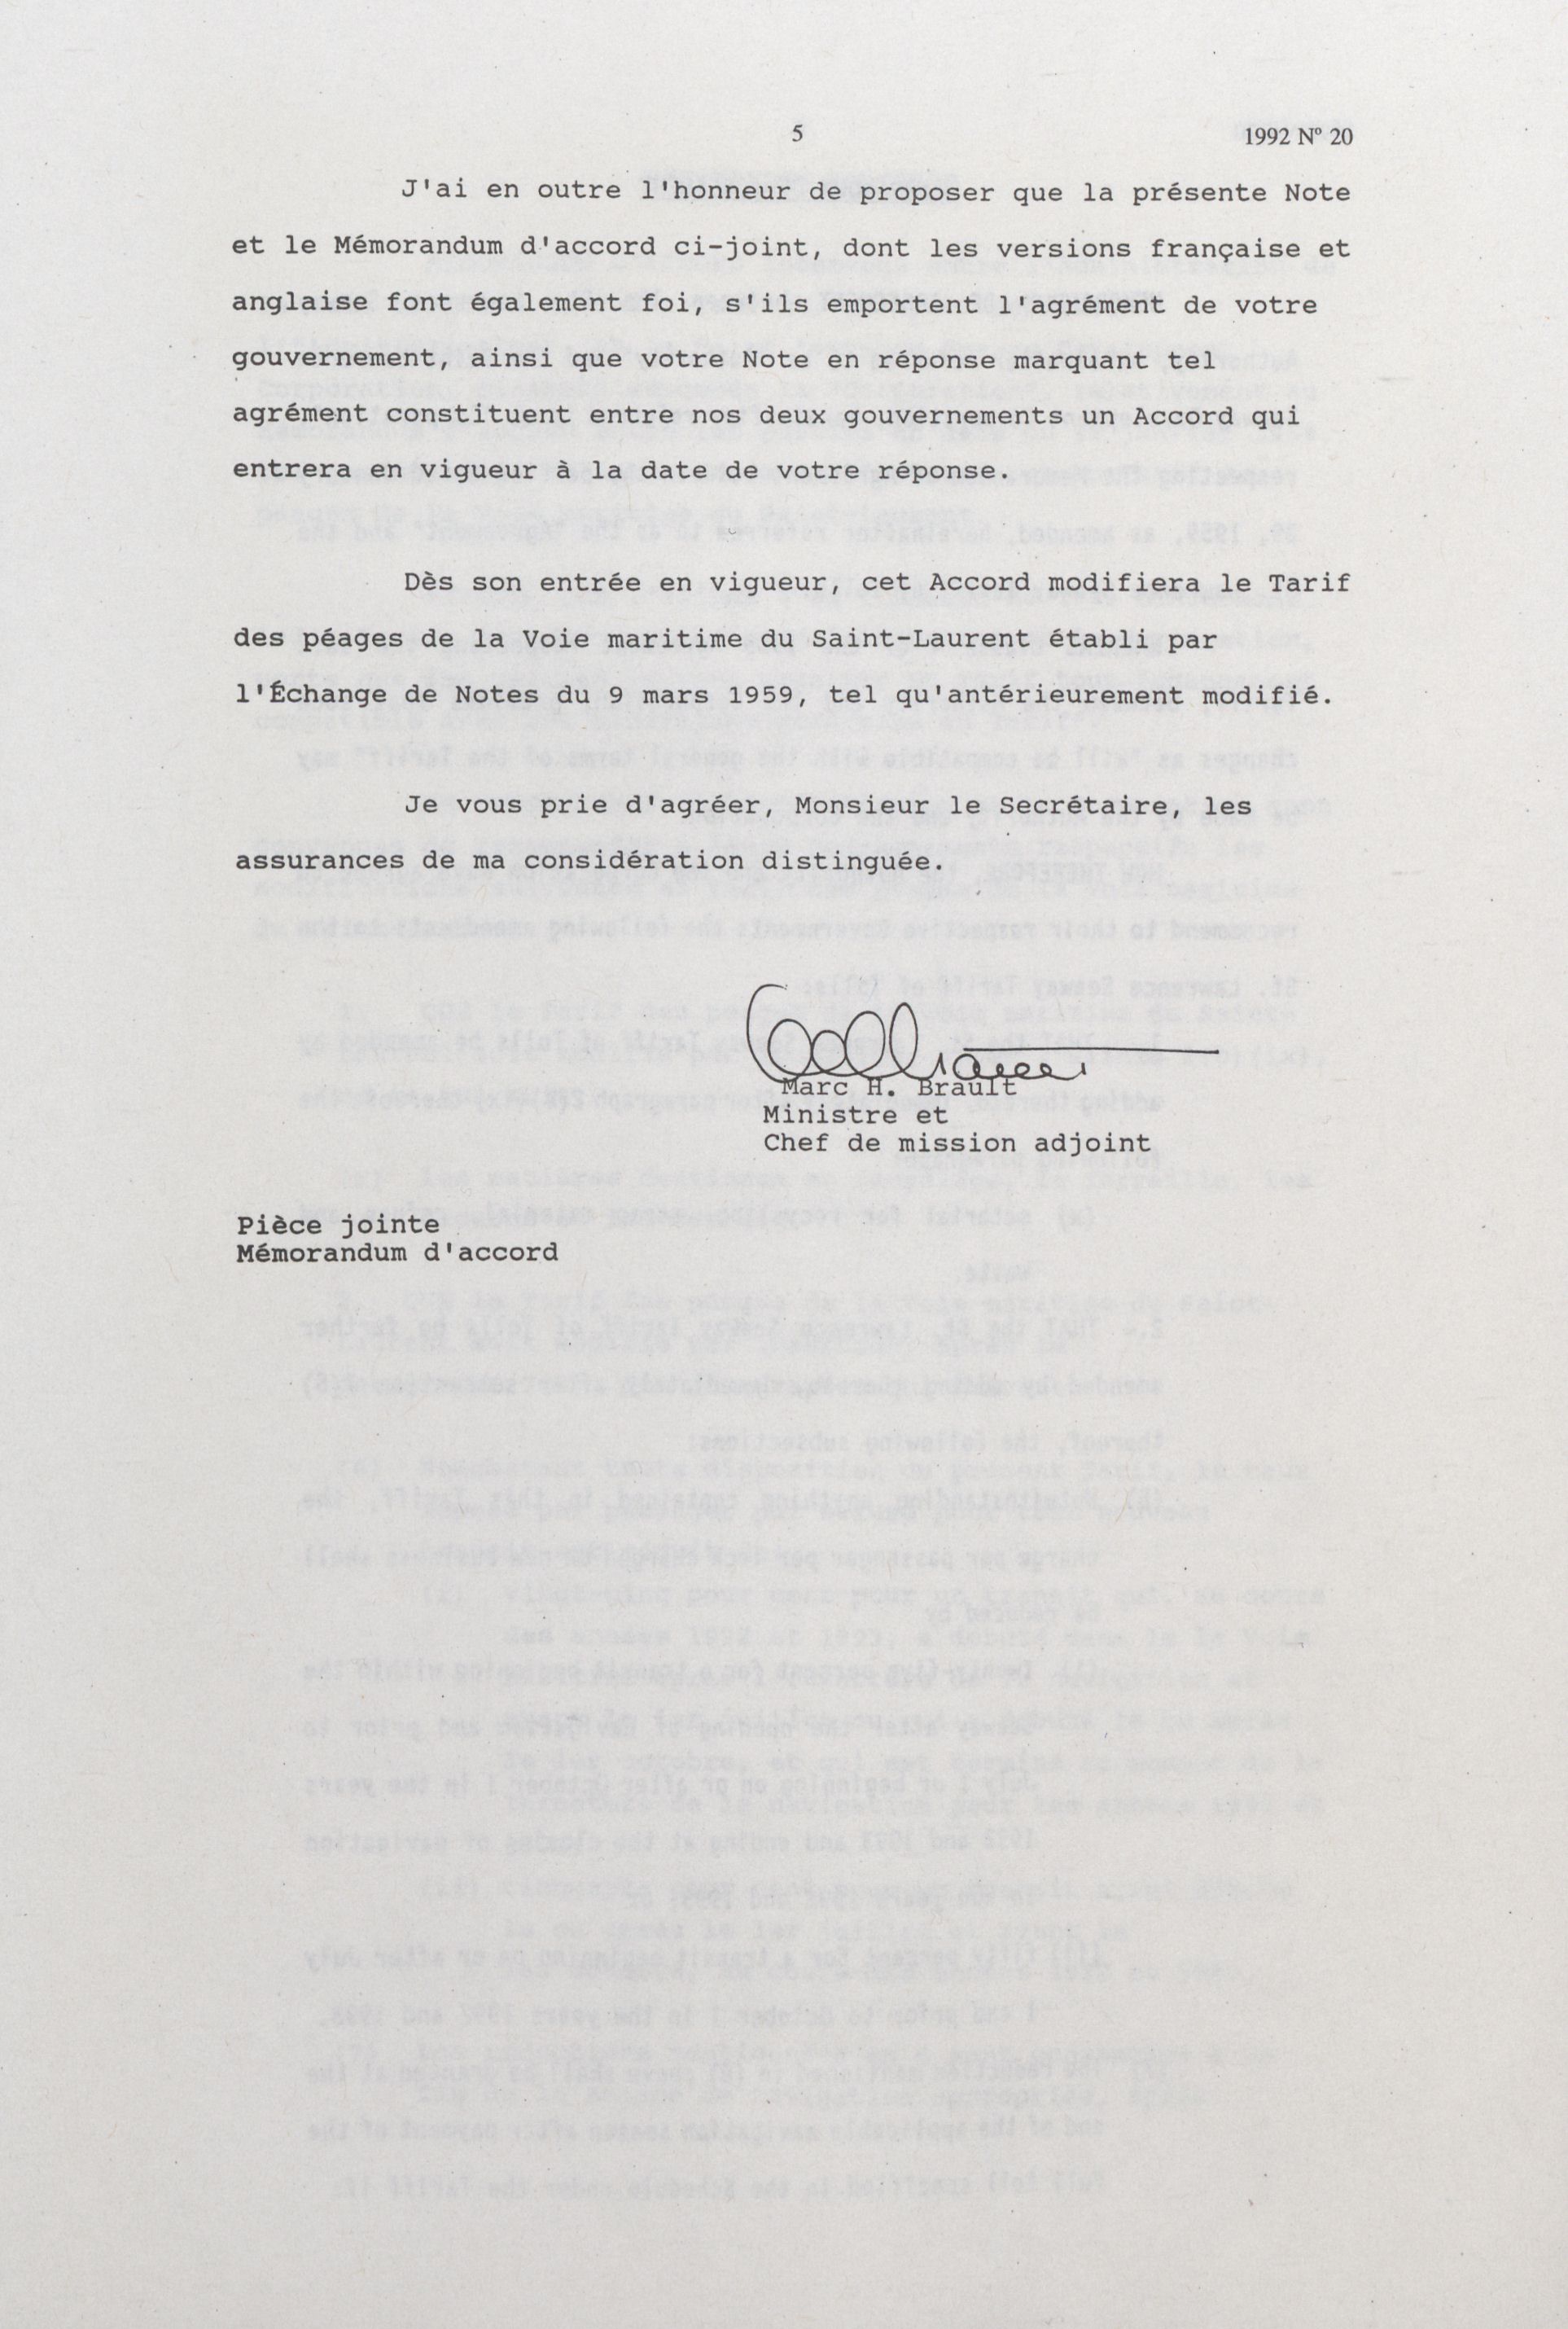 5
1992 Nº 20
J'ai en outre l'honneur de proposer que la présente Note
et le Mémorandum d'accord ci-joint, dont les versions française et
anglaise font également foi, s'ils emportent l'agrément de votre
gouvernement, ainsi que votre Note en réponse marquant tel
agrément constituent entre nos deux gouvernements un Accord qui
entrera en vigueur à la date de votre réponse.
Dès son entrée en vigueur, cet Accord modifiera le Tarif
des péages de la Voie maritime du Saint-Laurent établi par
l'Échange de Notes du 9 mars 1959, tel qu'antérieurement modifié.
Je vous prie d'agréer, Monsieur le Secrétaire, les
assurances de ma considération distinguée.
Marc H. Brault
Ministre et
Chef de mission adjoint
Pièce jointe
Mémorandum d'accord